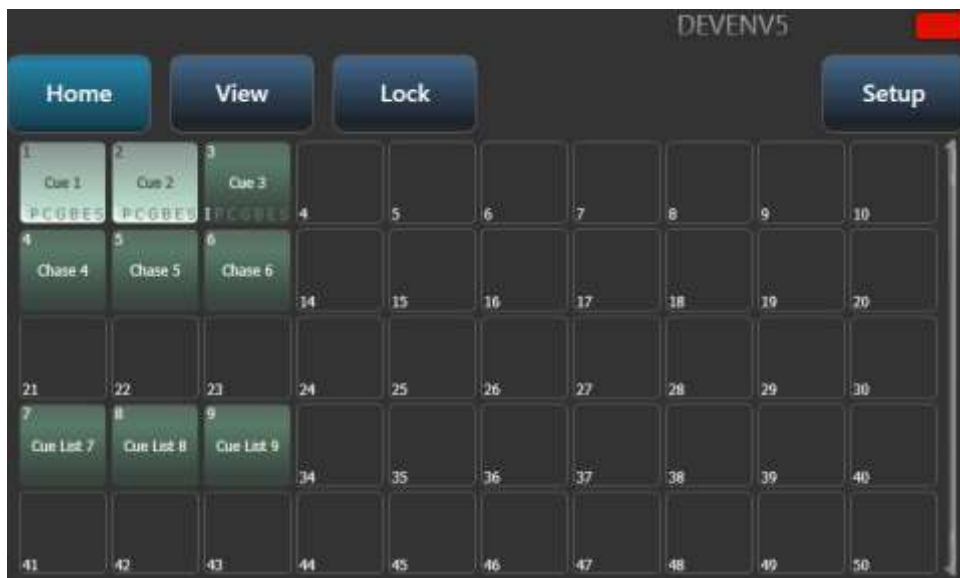 DEVENV5
Home View Lock Setup
1 2 3
Cue 1 Cue 2 Cue 3
PCGBES PCGBES IPCGBES 4 5 6 7 8 9 10
4 5 6
Chase 4 Chase 5 Chase 6
14 15 16 17 18 19 20
21 22 23 24 25 26 27 28 29 30
7 8 9
Cue List 7 Cue List 8 Cue List 9
34 35 36 37 38 39 40
41 42 43 44 45 46 47 48 49 50